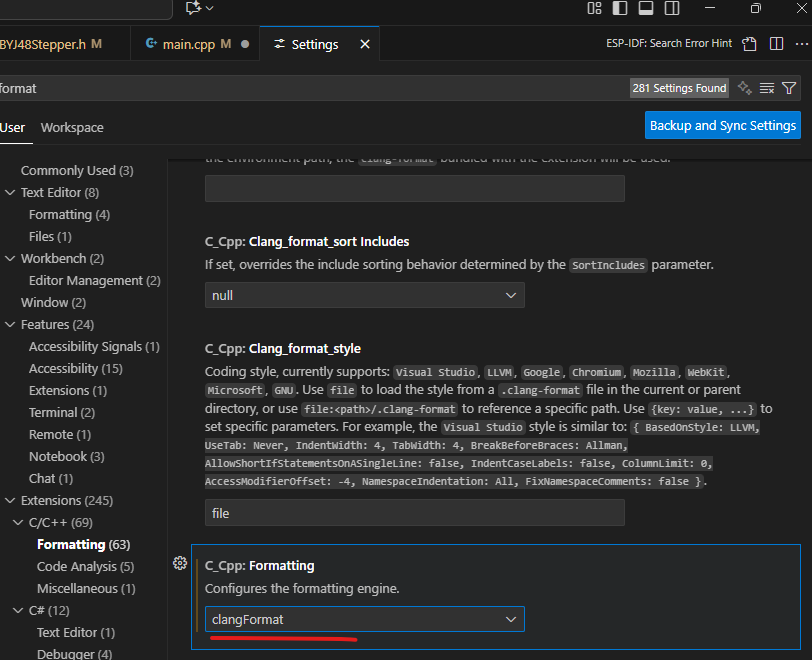 BYJ48Stepper.h M
main.cpp M
Settings
ESP-IDF: Search Error Hint
format
281 Settings Found
User
Workspace
Backup and Sync Settings
Commonly Used (3)
Text Editor (8)
Formatting (4)
Files (1)
Workbench (2)
Editor Management (2)
Window (2)
Features (24)
Accessibility Signals (1)
Accessibility (15)
Extensions (1)
Terminal (2)
Remote (1)
Notebook (3)
Chat (1)
Extensions (245)
C/C++ (69)
Formatting (63)
Code Analysis (5)
Miscellaneous (1)
C# (12)
Text Editor (1)
Debugger (4)
the environment path, the clang-format bundled with the extension will be used.
C_Cpp: Clang_format_sort Includes
If set, overrides the include sorting behavior determined by the SortIncludes parameter.
null
C_Cpp: Clang_format_style
Coding style, currently supports: Visual Studio, LLVM, Google, Chromium, Mozilla, WebKit,
Microsoft, GNU. Use file to load the style from a .clang-format file in the current or parent
directory, or use file:<path>/.clang-format to reference a specific path. Use {key: value, ...} to
set specific parameters. For example, the Visual Studio style is similar to: { BasedOnStyle: LLVM,
UseTab: Never, IndentWidth: 4, TabWidth: 4, BreakBeforeBraces: Allman,
AllowShortIfStatementsOnASingleLine: false, IndentCaseLabels: false, ColumnLimit: 0,
AccessModifierOffset: -4, NamespaceIndentation: All, FixNamespaceComments: false }.
file
C_Cpp: Formatting
Configures the formatting engine.
clangFormat